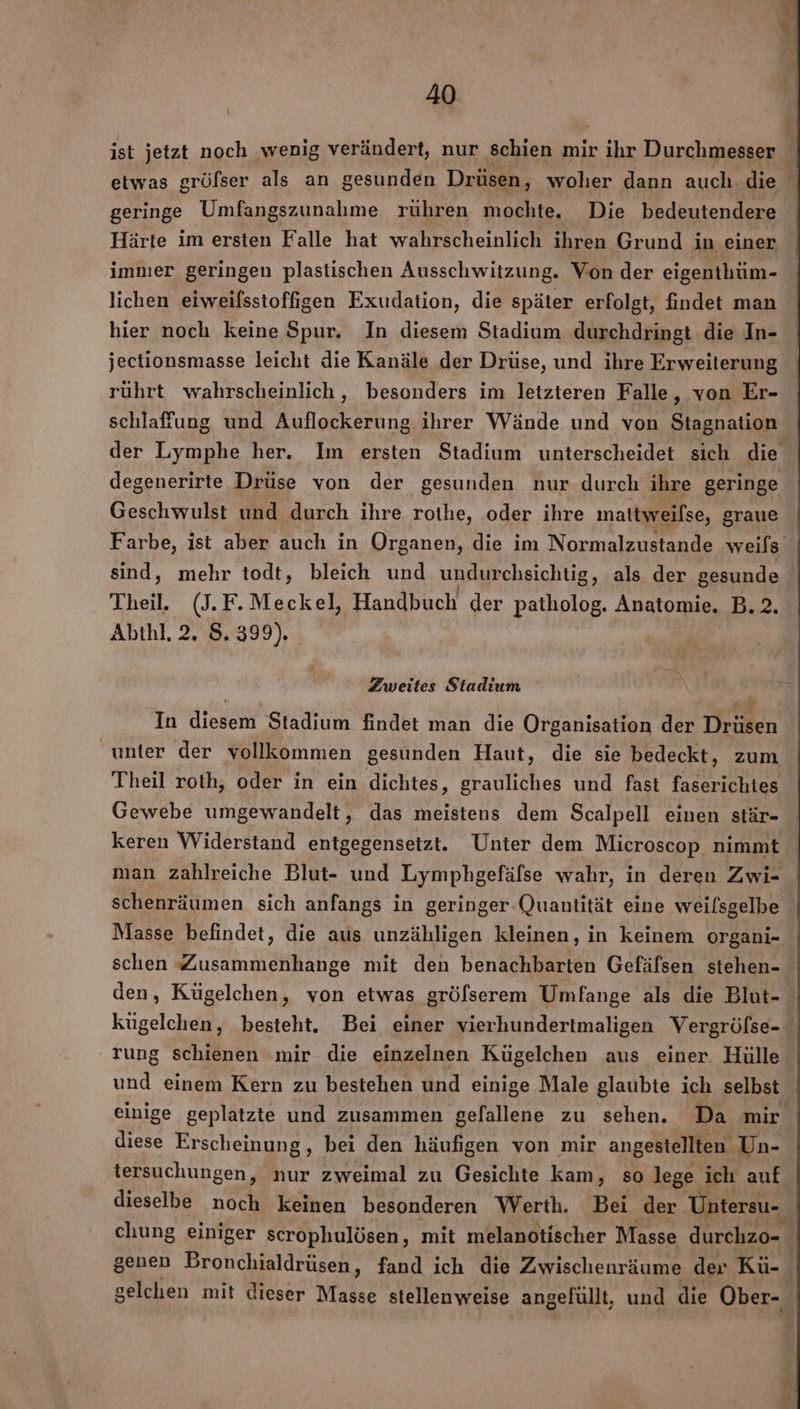 40
ist jetzt noch wenig verändert, nur schien mir ihr Durchmesser
etwas gröſser als an gesunden Drüsen, woher dann auch die
geringe Umfangszunahme rühren mochte. Die bedeutendere
Härte im ersten Falle hat wahrscheinlich ihren Grund in einer
immer geringen plastischen Ausschwitzung. Von der eigenthüm-
lichen eiweiſsstoffigen Exudation, die später erfolgt, findet man
hier noch keine Spur. In diesem Stadium durchdringt die In-
jectionsmasse leicht die Kanäle der Drüse, und ihre Erweiterung
rührt wahrscheinlich, besonders im letzteren Falle, von Er-
schlaffung und Auflockerung ihrer Wände und von Stagnation
der Lymphe her. Im ersten Stadium unterscheidet sich die
degenerirte Drüse von der gesunden nur durch ihre geringe
Geschwulst und durch ihre rothe, oder ihre mattweiſse, graue
Farbe, ist aber auch in Organen, die im Normalzustande weiſs
sind, mehr todt, bleich und undurchsichtig, als der gesunde
Theil. (J. F. Meckel, Handbuch der patholog. Anatomie. B. 2.
Abthl. 2. S. 399).
Zweites Stadium
In diesem Stadium findet man die Organisation der Drüsen
unter der vollkommen gesunden Haut, die sie bedeckt, zum
Theil roth, oder in ein dichtes, grauliches und fast faserichtes
Gewebe umgewandelt, das meistens dem Scalpell einen stär-
keren Widerstand entgegensetzt. Unter dem Microscop nimmt
man zahlreiche Blut- und Lymphgefäſse wahr, in deren Zwi-
schenräumen sich anfangs in geringer Quantität eine weiſsgelbe
Masse befindet, die aus unzähligen kleinen, in keinem organi-
schen Zusammenhange mit den benachbarten Gefäſsen stehen-
den, Kügelchen, von etwas gröſserem Umfange als die Blut-
kügelchen, besteht. Bei einer vierhundertmaligen Vergröſse-
rung schienen mir die einzelnen Kügelchen aus einer Hülle
und einem Kern zu bestehen und einige Male glaubte ich selbst
einige geplatzte und zusammen gefallene zu sehen. Da mir
diese Erscheinung, bei den häufigen von mir angestellten Un-
tersuchungen, nur zweimal zu Gesichte kam, so lege ich auf
dieselbe noch keinen besonderen Werth. Bei der Untersu-
chung einiger scrophulösen, mit melanotischer Masse durchzo-
genen Bronchialdrüsen, fand ich die Zwischenräume der Kü-
gelchen mit dieser Masse stellenweise angefüllt, und die Ober-